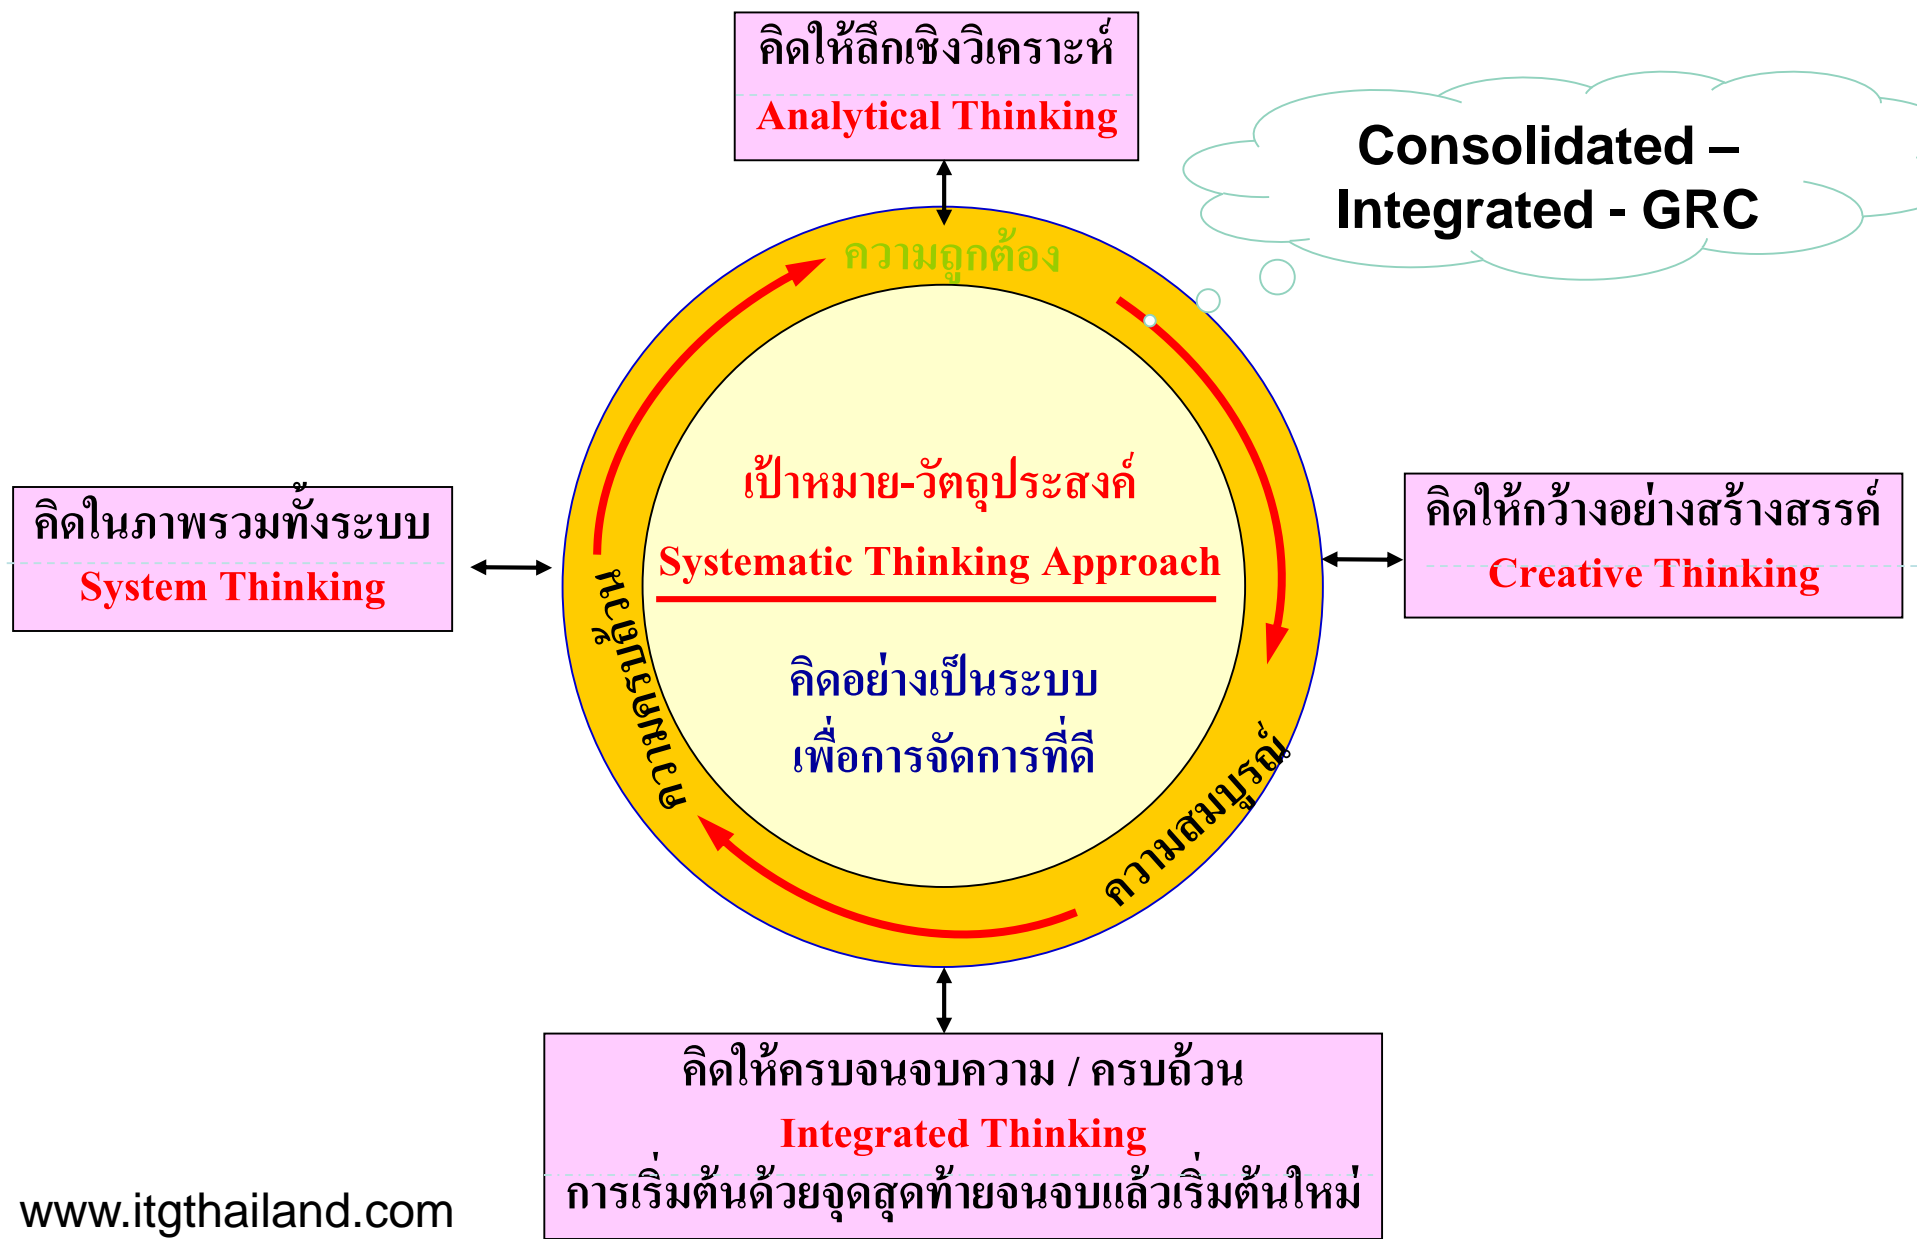 คิดให้ลึกเชิงวิเคราะห์
Analytical Thinking
Consolidated –
Integrated - GRC
ความถูกต้อง
คิดในภาพรวมทั้งระบบ
System Thinking
เป้าหมาย-วัตถุประสงค์
Systematic Thinking Approach
คิดอย่างเป็นระบบ
เพื่อการจัดการที่ดี
คิดให้กว้างอย่างสร้างสรรค์
Creative Thinking
ความครบถ้วน
ความสมบูรณ์
คิดให้ครบจนจบความ / ครบถ้วน
Integrated Thinking
การเริ่มต้นด้วยจุดสุดท้ายจนจบแล้วเริ่มต้นใหม่
www.itgthailand.com